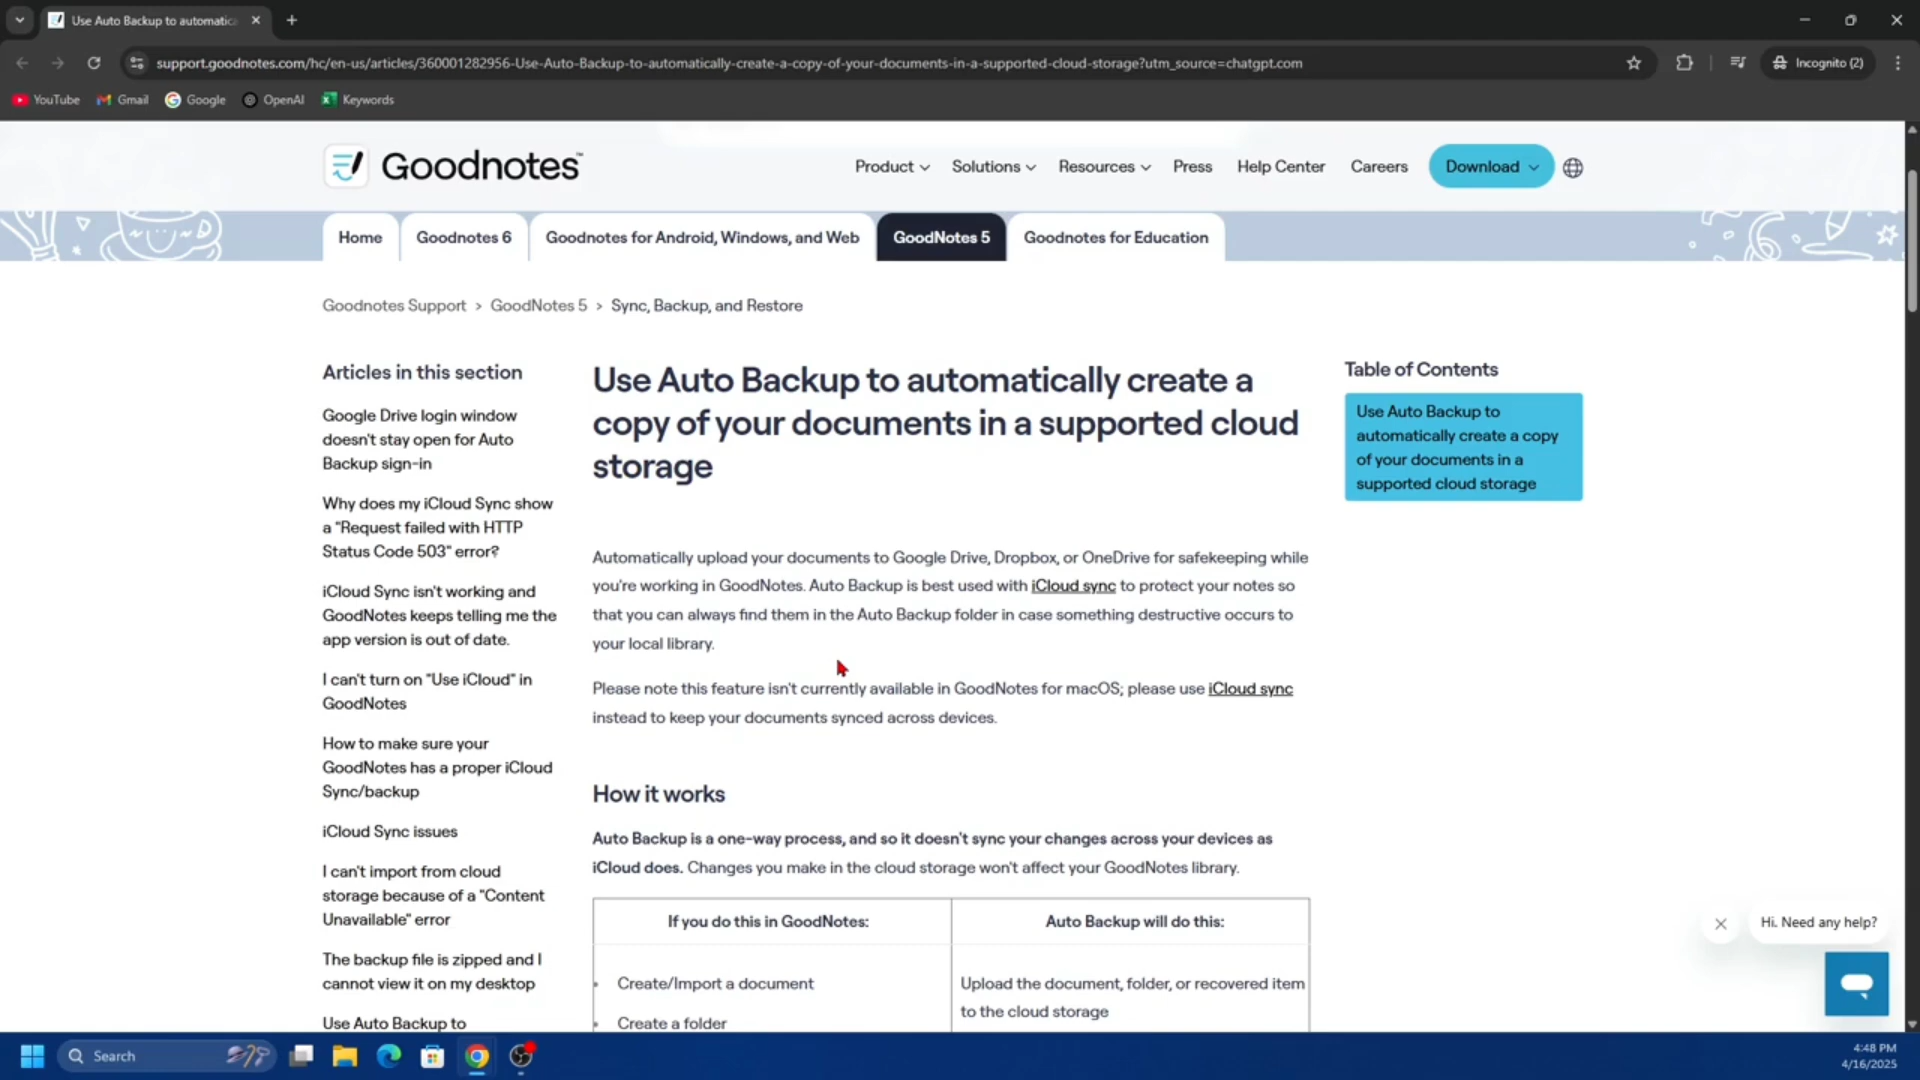 Use Auto Backup to automatic
support.goodnotes.com/hc/en-us/articles/360001282956-Use-Auto-Backup-to-automatically-create-a-copy-of-your-documents-in-a-supported-cloud-storage?utm_source=chatgpt.com
Incognito (2)
YouTube
Gmail
Google
OpenAI
Keywords
Goodnotes™
Product
Solutions
Resources
Press
Help Center
Careers
Download
Home
Goodnotes 6
Goodnotes for Android, Windows, and Web
GoodNotes 5
Goodnotes for Education
Goodnotes Support > GoodNotes 5 > Sync, Backup, and Restore
Articles in this section
Google Drive login window
doesn't stay open for Auto
Backup sign-in
Why does my iCloud Sync show
a "Request failed with HTTP
Status Code 503" error?
iCloud Sync isn't working and
GoodNotes keeps telling me the
app version is out of date.
I can't turn on "Use iCloud" in
GoodNotes
How to make sure your
GoodNotes has a proper iCloud
Sync/backup
iCloud Sync issues
I can't import from cloud
storage because of a "Content
Unavailable" error
The backup file is zipped and I
cannot view it on my desktop
Use Auto Backup to
Use Auto Backup to automatically create a
copy of your documents in a supported cloud
storage
Automatically upload your documents to Google Drive, Dropbox, or OneDrive for safekeeping while
you're working in GoodNotes. Auto Backup is best used with iCloud sync to protect your notes so
that you can always find them in the Auto Backup folder in case something destructive occurs to
your local library.
Please note this feature isn't currently available in GoodNotes for macOS; please use iCloud sync
instead to keep your documents synced across devices.
How it works
Auto Backup is a one-way process, and so it doesn't sync your changes across your devices as
iCloud does. Changes you make in the cloud storage won't affect your GoodNotes library.
If you do this in GoodNotes:
Auto Backup will do this:
Create/Import a document
Create a folder
Upload the document, folder, or recovered item
to the cloud storage
Table of Contents
Use Auto Backup to
automatically create a copy
of your documents in a
supported cloud storage
Hi. Need any help?
Search
4:48 PM
4/16/2025